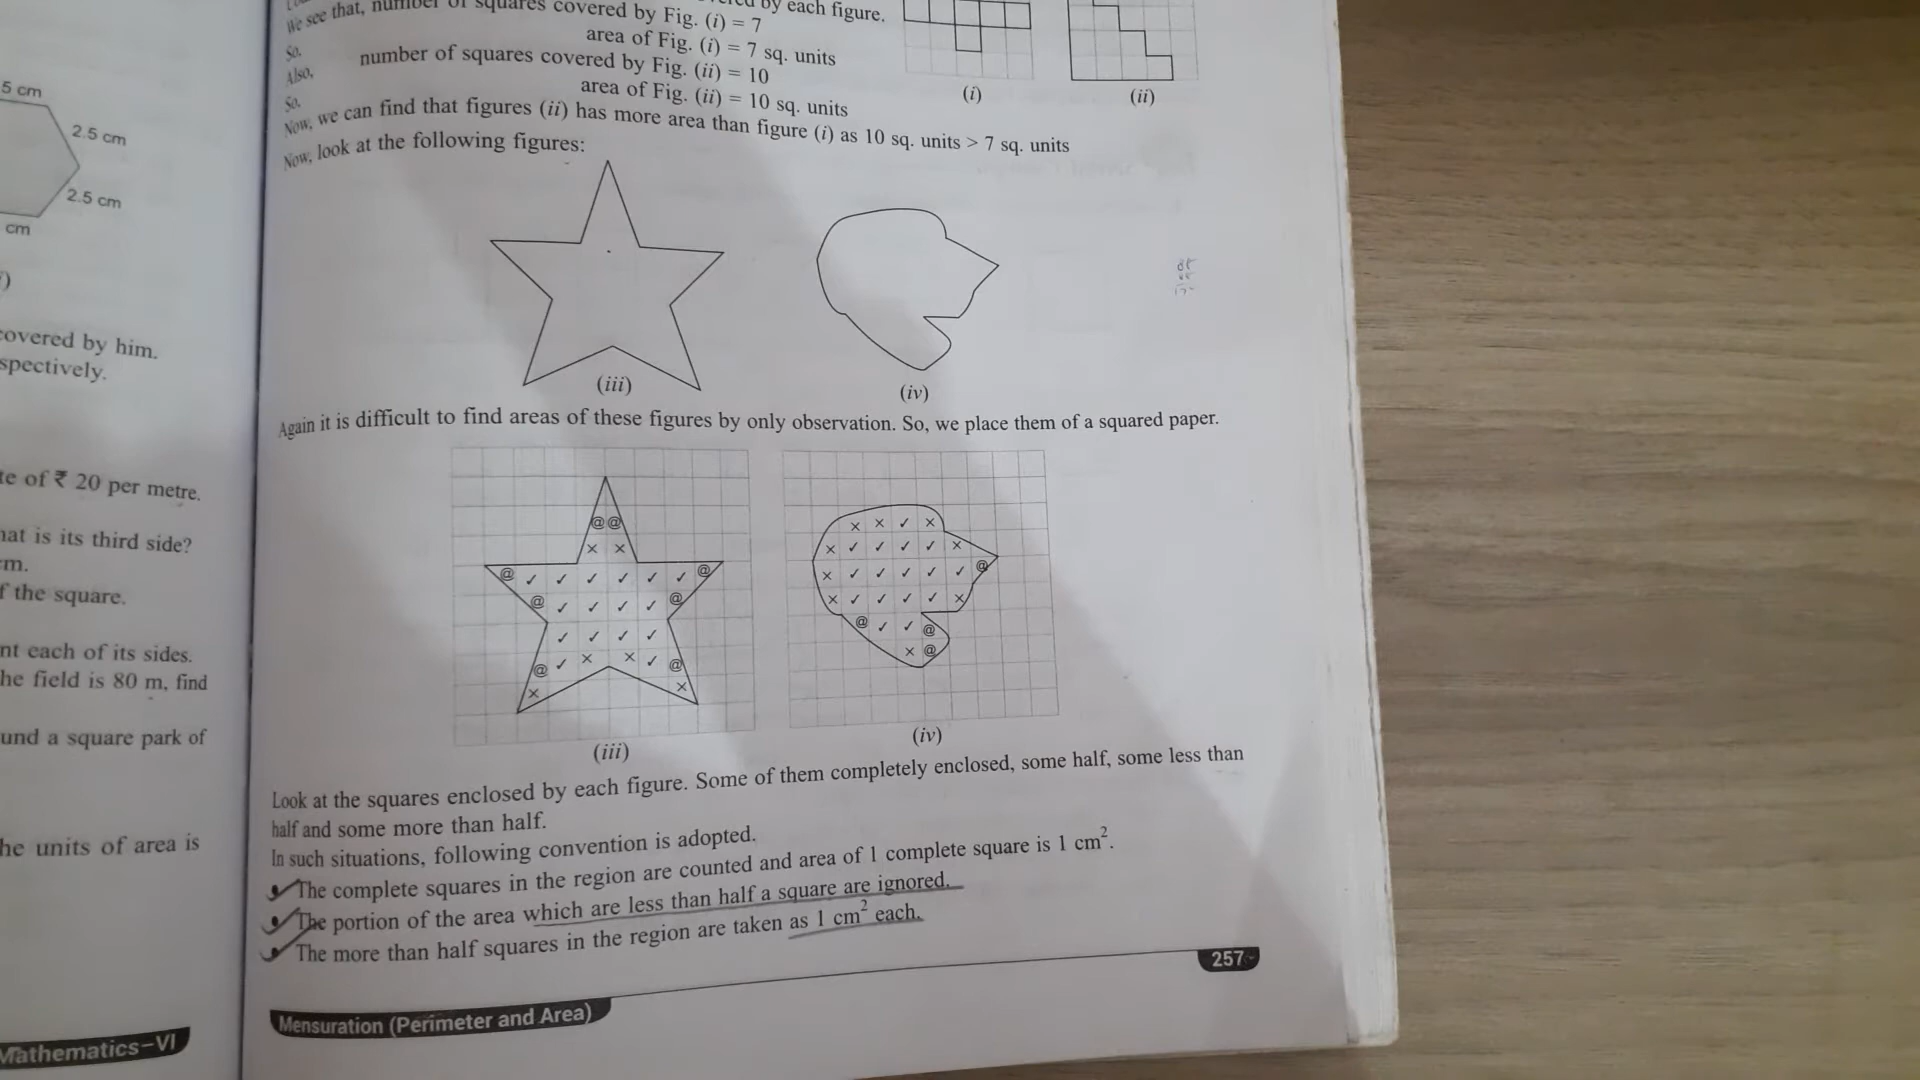 5 cm
2.5 cm
2.5 cm
cm
covered by him.
spectively.
te of ₹ 20 per metre.
hat is its third side?
m.
f the square.
nt each of its sides.
he field is 80 m, find
und a square park of
he units of area is
Mathematics–VI
by each figure.
We see that, number of squares covered by Fig. (i) = 7
So, area of Fig. (i) = 7 sq. units
Also, number of squares covered by Fig. (ii) = 10
So, area of Fig. (ii) = 10 sq. units
Now, we can find that figures (ii) has more area than figure (i) as 10 sq. units > 7 sq. units
(i)
(ii)
Now, look at the following figures:
(iii)
(iv)
Again it is difficult to find areas of these figures by only observation. So, we place them of a squared paper.
@ @
× ×
@ ✓ ✓ ✓ ✓ ✓ ✓ @
@ ✓ ✓ ✓ ✓ @
✓ ✓ ✓ ✓
@ ✓ × × ✓ @
× ×
(iii)
× × ✓ ×
× ✓ ✓ ✓ ✓ ×
× ✓ ✓ ✓ ✓ ✓ @
× ✓ ✓ ✓ ✓ ×
@ ✓ ✓ @
× @
(iv)
Look at the squares enclosed by each figure. Some of them completely enclosed, some half, some less than
half and some more than half.
In such situations, following convention is adopted.
• The complete squares in the region are counted and area of 1 complete square is 1 cm².
• The portion of the area which are less than half a square are ignored.
• The more than half squares in the region are taken as 1 cm² each.
257
Mensuration (Perimeter and Area)